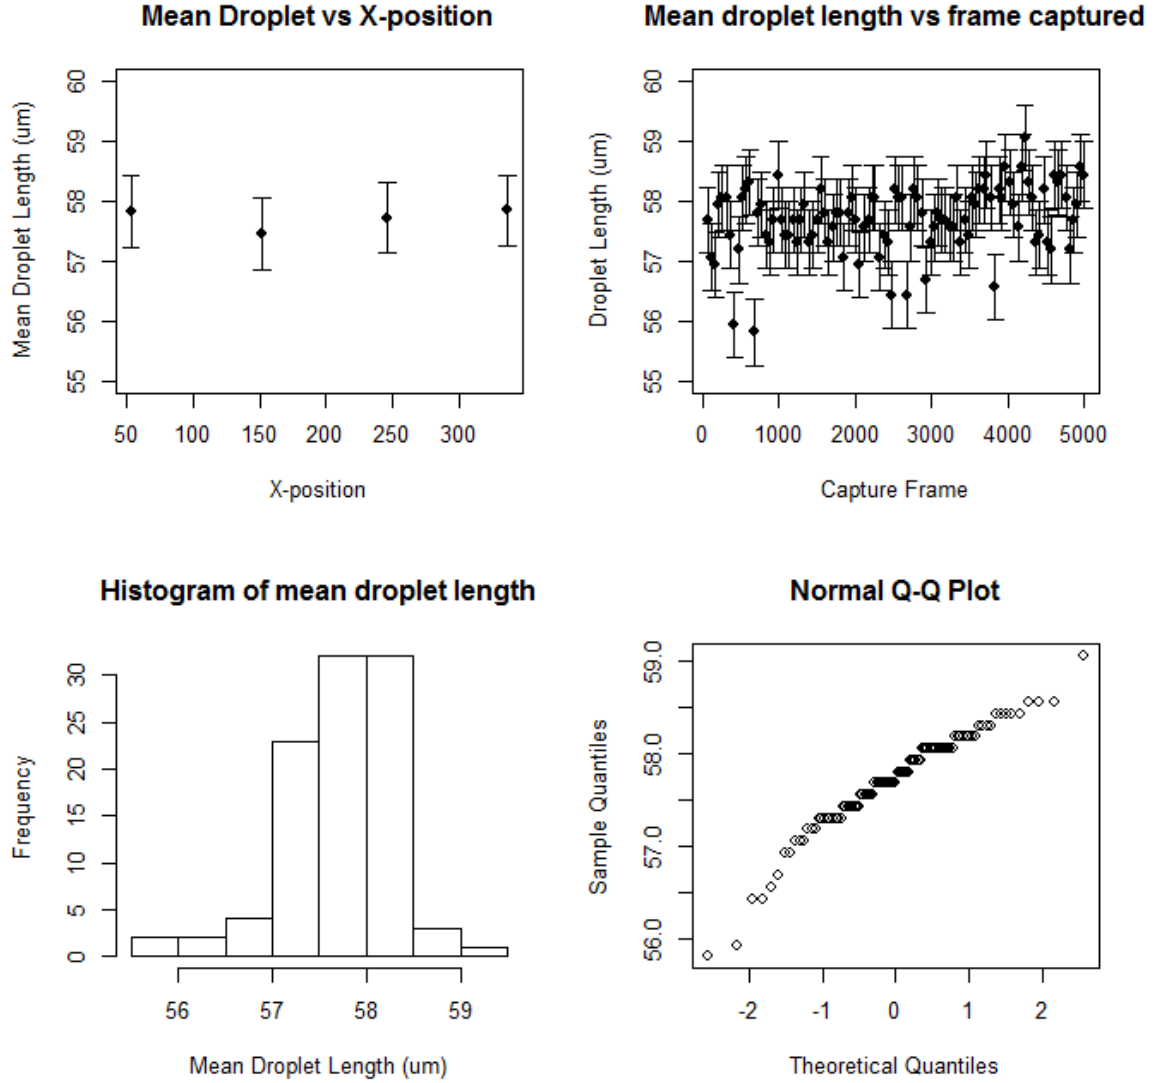 Mean Droplet vs X-position
Mean Droplet Length (um)
60
59
58
57
56
55
50 100 150 200 250 300
X-position
Mean droplet length vs frame captured
Droplet Length (um)
60
59
58
57
56
55
0 1000 2000 3000 4000 5000
Capture Frame
Histogram of mean droplet length
Frequency
30
25
20
15
10
5
0
56 57 58 59
Mean Droplet Length (um)
Normal Q-Q Plot
Sample Quantiles
59.0
58.0
57.0
56.0
-2 -1 0 1 2
Theoretical Quantiles